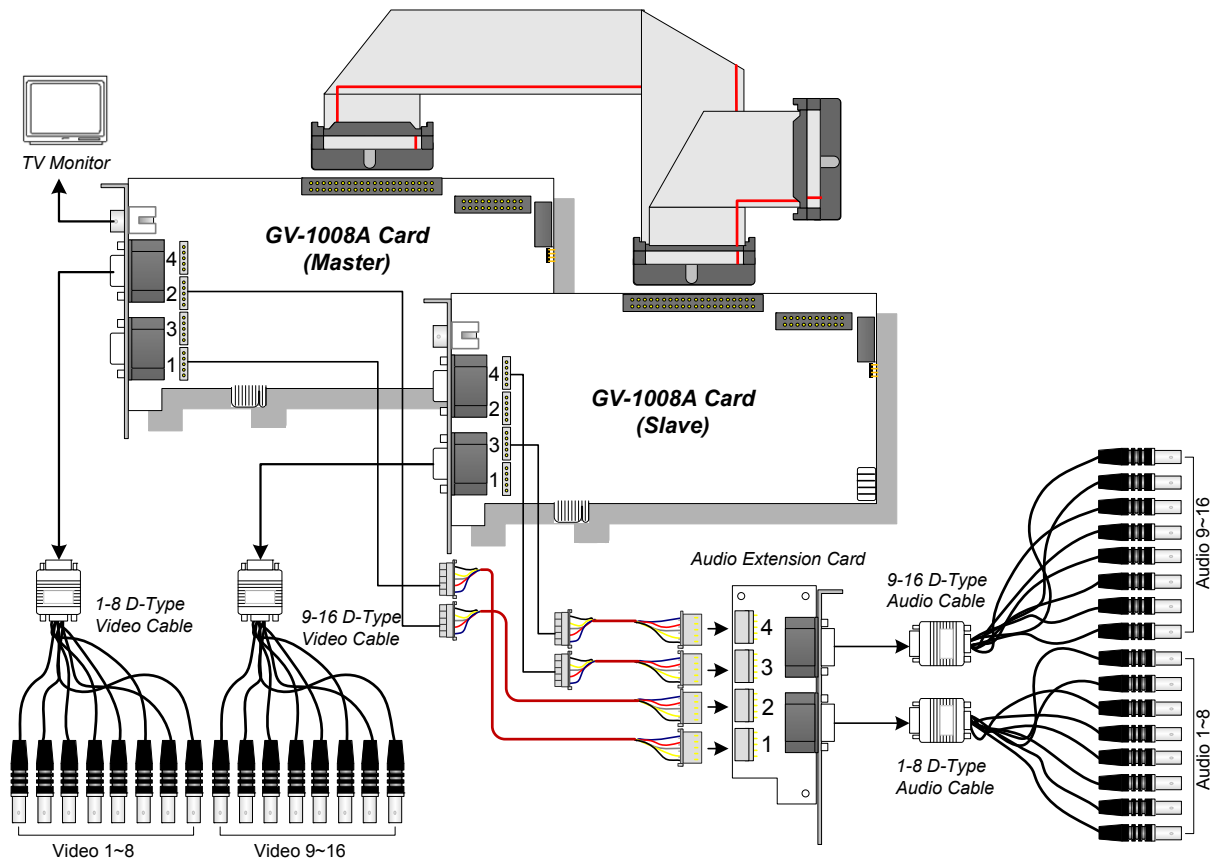 TV Monitor
GV-1008A Card
(Master)
4
2
3
1
GV-1008A Card
(Slave)
4
2
3
1
Audio Extension Card
4
3
2
1
1-8 D-Type
Video Cable
9-16 D-Type
Video Cable
9-16 D-Type
Audio Cable
1-8 D-Type
Audio Cable
Audio 9~16
Audio 1~8
Video 1~8
Video 9~16